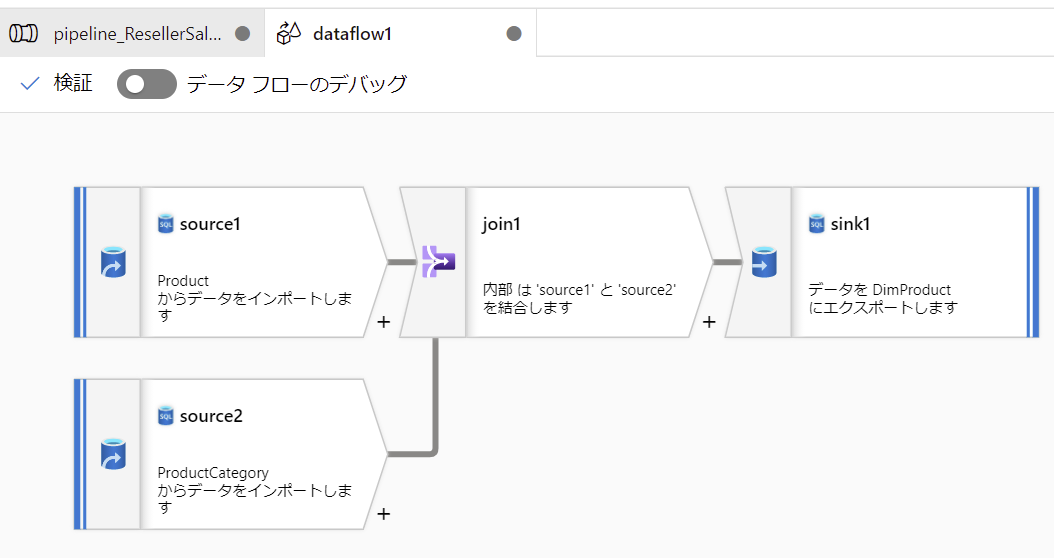 pipeline_ResellerSal...
dataflow1
検証
データ フローのデバッグ
SQL source1
Product
からデータをインポートしま
す
+
join1
内部 は 'source1' と 'source2'
を結合します
+
SQL sink1
データを DimProduct
にエクスポートします
SQL source2
ProductCategory
からデータをインポートしま
す
+